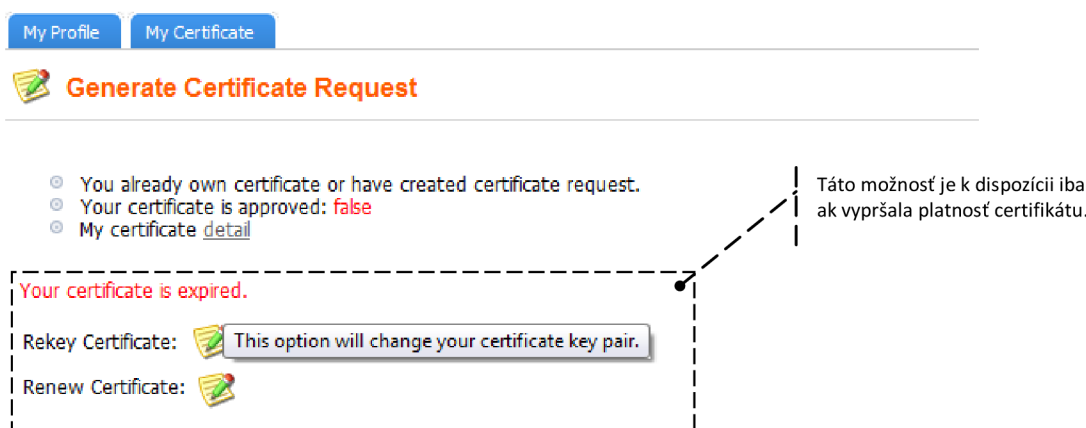 My Profile
My Certificate
Generate Certificate Request
You already own certificate or have created certificate request.
Your certificate is approved: false
My certificate detail
Táto možnosť je k dispozícii iba
ak vypršala platnosť certifikátu.
Your certificate is expired.
Rekey Certificate:
This option will change your certificate key pair.
Renew Certificate: